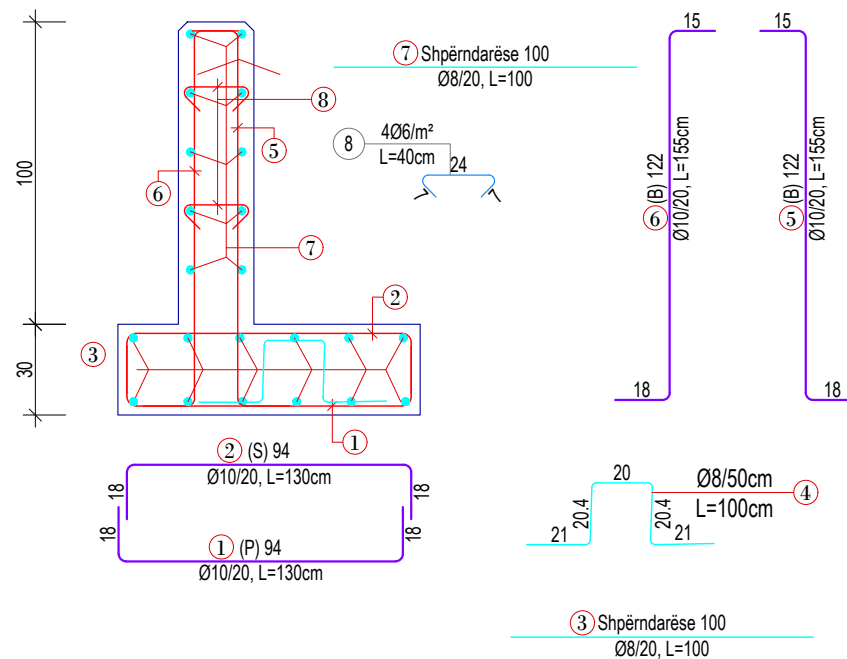 15
15
7 Shpërndarëse 100
Ø8/20, L=100
8
8
4Ø6/m²
L=40cm
24
7
7
5
6
7
100
6 (B) 122
Ø10/20, L=155cm
5 (B) 122
Ø10/20, L=155cm
2
3
30
1
18
18
2 (S) 94
Ø10/20, L=130cm
18
18
18
18
1 (P) 94
Ø10/20, L=130cm
20
Ø8/50cm
4
L=100cm
20.4
20.4
21
21
3 Shpërndarëse 100
Ø8/20, L=100